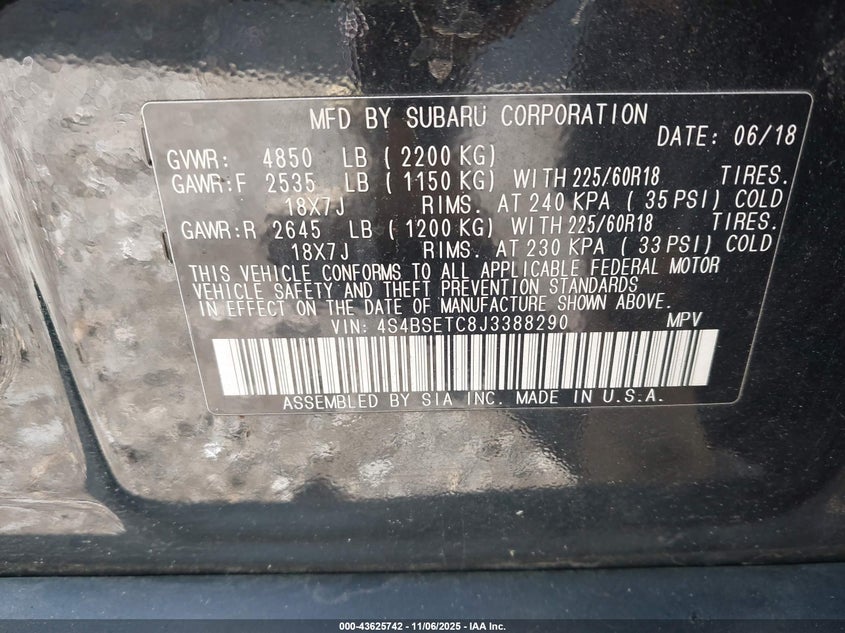 MFD BY SUBARU CORPORATION
DATE: 06/18
GVWR: 4850 LB ( 2200 KG)
GAWR:F 2535 LB ( 1150 KG) WITH 225/60R18 TIRES.
18X7J RIMS. AT 240 KPA ( 35 PSI) COLD
GAWR:R 2645 LB ( 1200 KG) WITH 225/60R18 TIRES.
18X7J RIMS. AT 230 KPA ( 33 PSI) COLD
THIS VEHICLE CONFORMS TO ALL APPLICABLE FEDERAL MOTOR
VEHICLE SAFETY AND THEFT PREVENTION STANDARDS
IN EFFECT ON THE DATE OF MANUFACTURE SHOWN ABOVE.
VIN: 4S4BSETC8J3388290 MPV
ASSEMBLED BY SIA INC. MADE IN U.S.A.
000-43625742 - 11/06/2025 - IAA Inc.